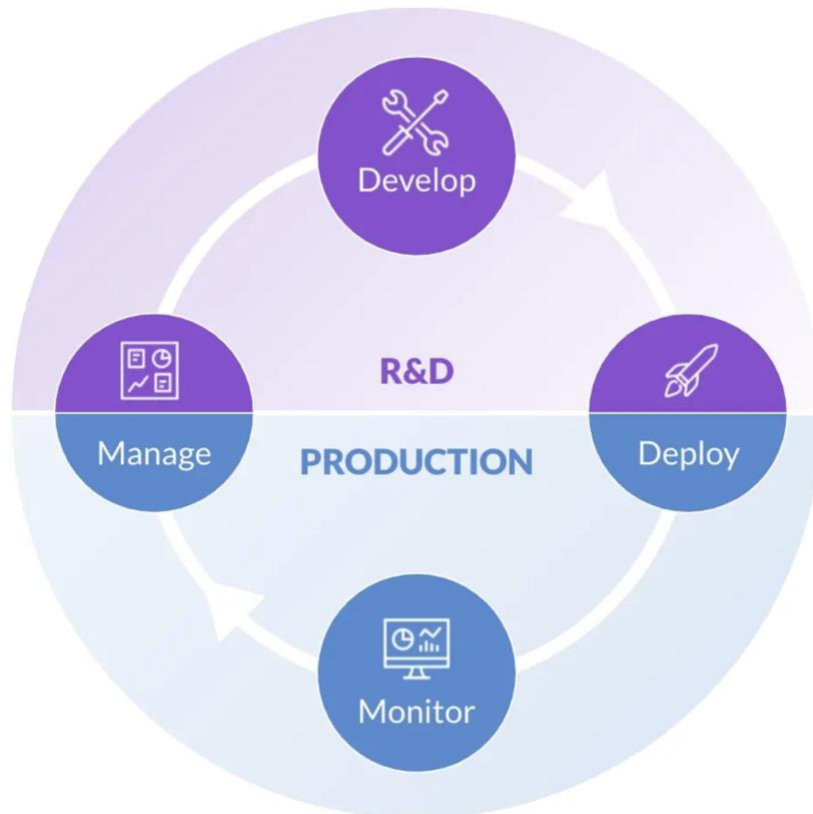 Develop
R&D
Manage
PRODUCTION
Deploy
Monitor